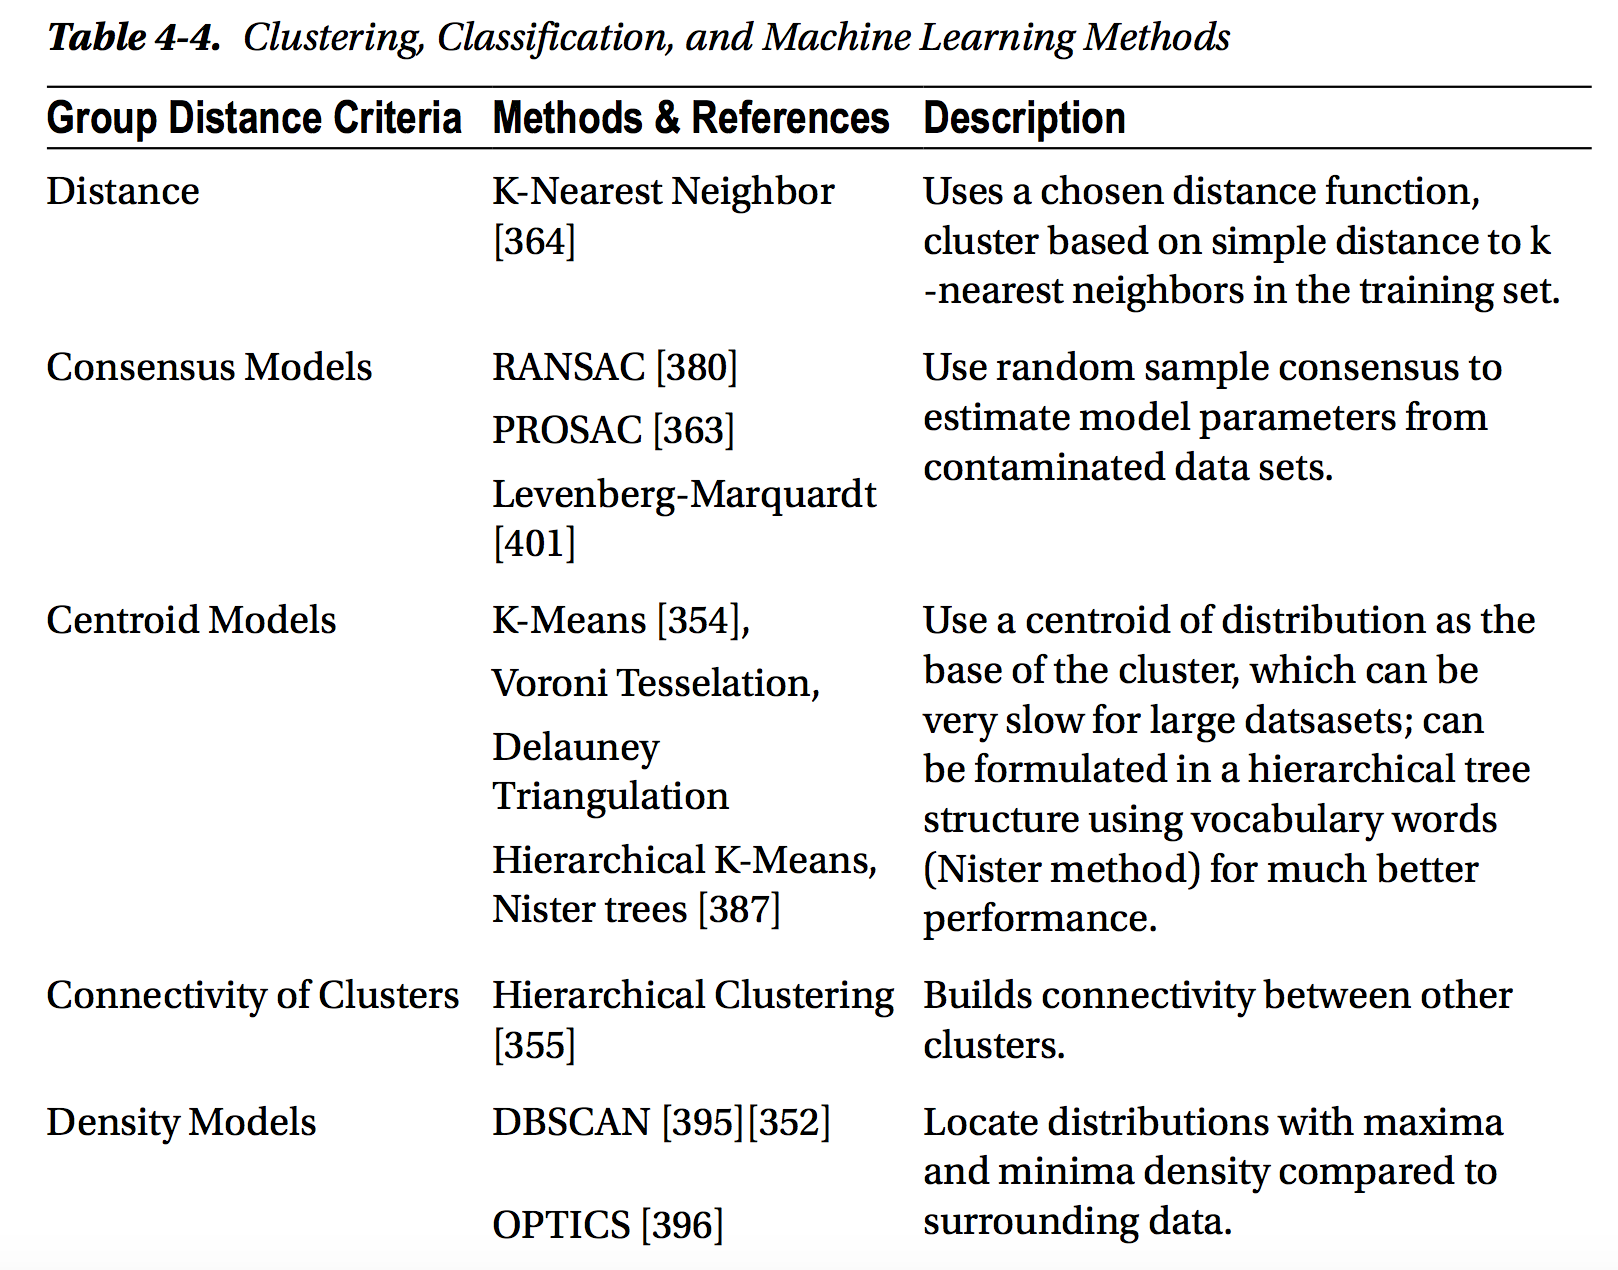 Table 4-4. Clustering, Classification, and Machine Learning Methods
Group Distance Criteria Methods & References Description
Distance
K-Nearest Neighbor
[364]
Uses a chosen distance function,
cluster based on simple distance to k
-nearest neighbors in the training set.
Consensus Models
RANSAC [380]
PROSAC [363]
Levenberg-Marquardt
[401]
Use random sample consensus to
estimate model parameters from
contaminated data sets.
Centroid Models
K-Means [354],
Voroni Tesselation,
Delauney
Triangulation
Hierarchical K-Means,
Nister trees [387]
Use a centroid of distribution as the
base of the cluster, which can be
very slow for large datsasets; can
be formulated in a hierarchical tree
structure using vocabulary words
(Nister method) for much better
performance.
Connectivity of Clusters
Hierarchical Clustering
[355]
Builds connectivity between other
clusters.
Density Models
DBSCAN [395][352]
OPTICS [396]
Locate distributions with maxima
and minima density compared to
surrounding data.